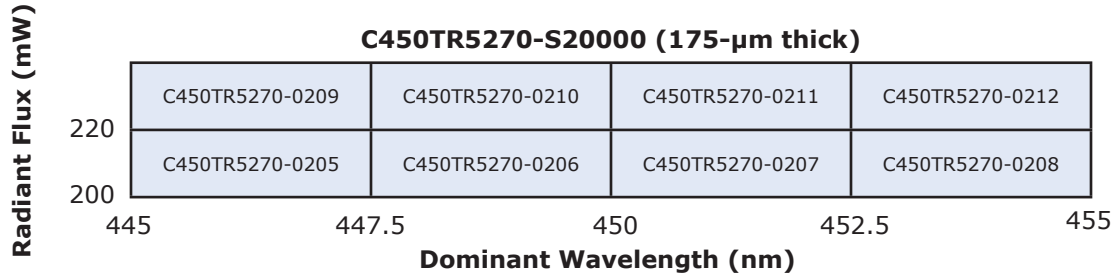 C450TR5270-S20000 (175-µm thick)
Radiant Flux (mW)
C450TR5270-0209 C450TR5270-0210 C450TR5270-0211 C450TR5270-0212
220
C450TR5270-0205 C450TR5270-0206 C450TR5270-0207 C450TR5270-0208
200
445 447.5 450 452.5 455
Dominant Wavelength (nm)